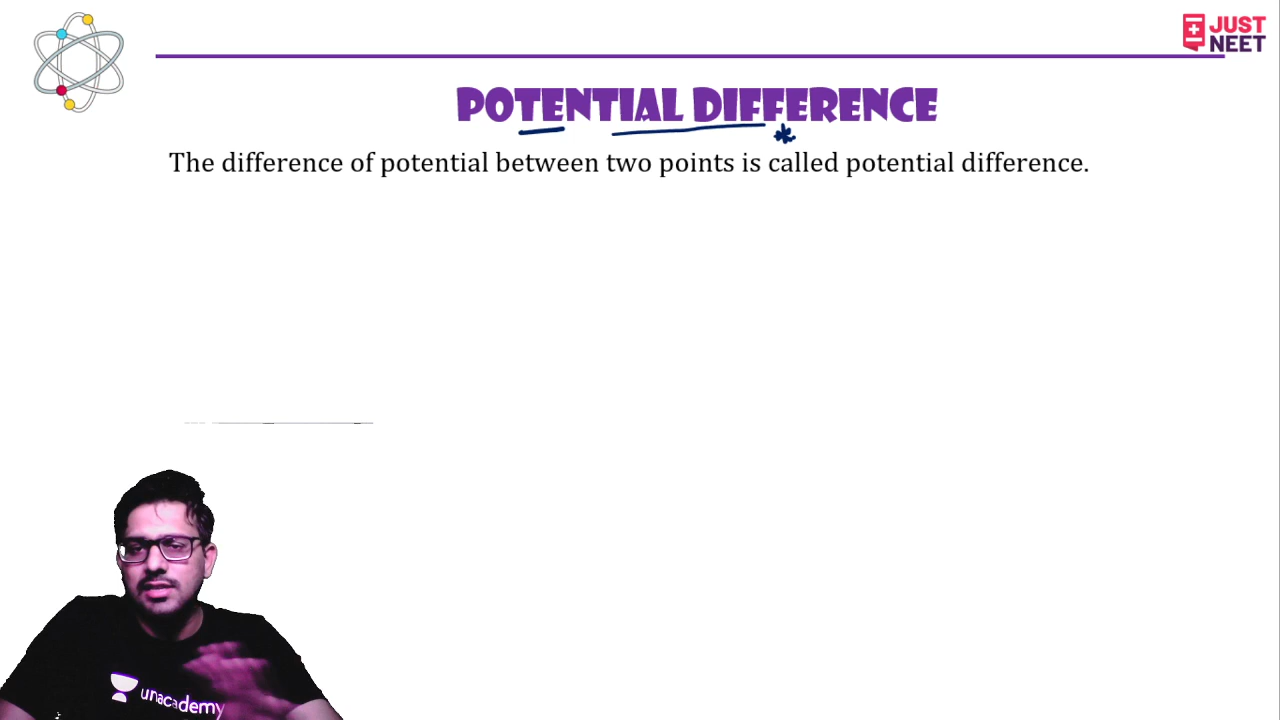 JUST
NEET
POTENTIAL DIFFERENCE
The difference of potential between two points is called potential difference.
unacademy